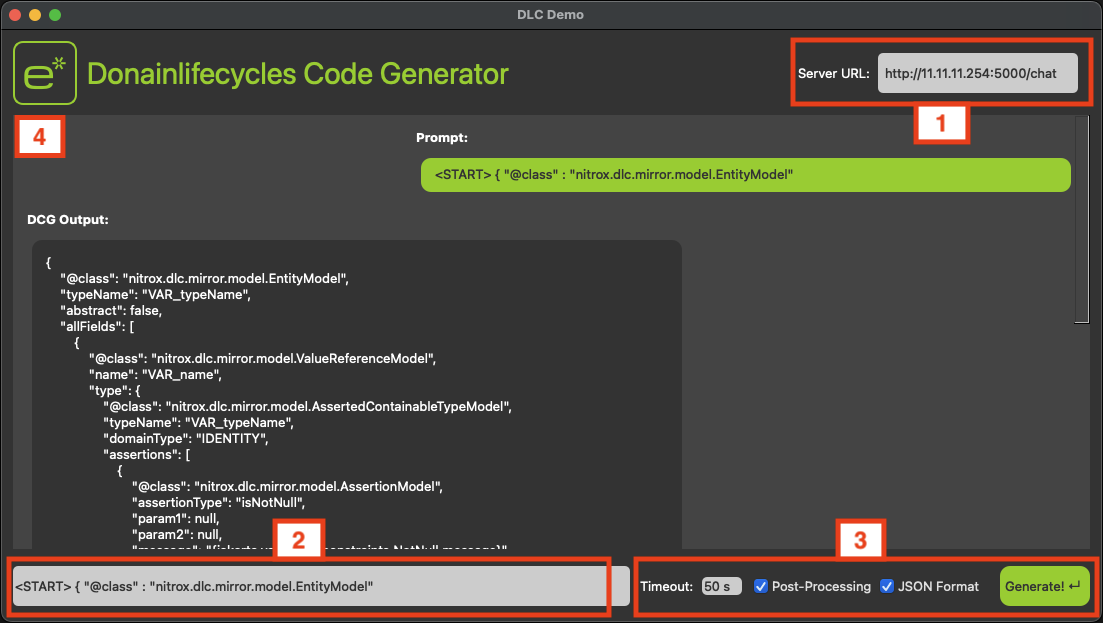 DLC Demo
e*
Donainlifecycles Code Generator
Server URL:
http://11.11.11.254:5000/chat
1
4
Prompt:
<START> { "@class" : "nitrox.dlc.mirror.model.EntityModel"
DCG Output:
{
"@class": "nitrox.dlc.mirror.model.EntityModel",
"typeName": "VAR_typeName",
"abstract": false,
"allFields": [
{
"@class": "nitrox.dlc.mirror.model.ValueReferenceModel",
"name": "VAR_name",
"type": {
"@class": "nitrox.dlc.mirror.model.AssertedContainableTypeModel",
"typeName": "VAR_typeName",
"domainType": "IDENTITY",
"assertions": [
{
"@class": "nitrox.dlc.mirror.model.AssertionModel",
"assertionType": "isNotNull",
"param1": null,
"param2": null,
2
3
<START> { "@class" : "nitrox.dlc.mirror.model.EntityModel"
Timeout:
50 s
Post-Processing
JSON Format
Generate! ↵